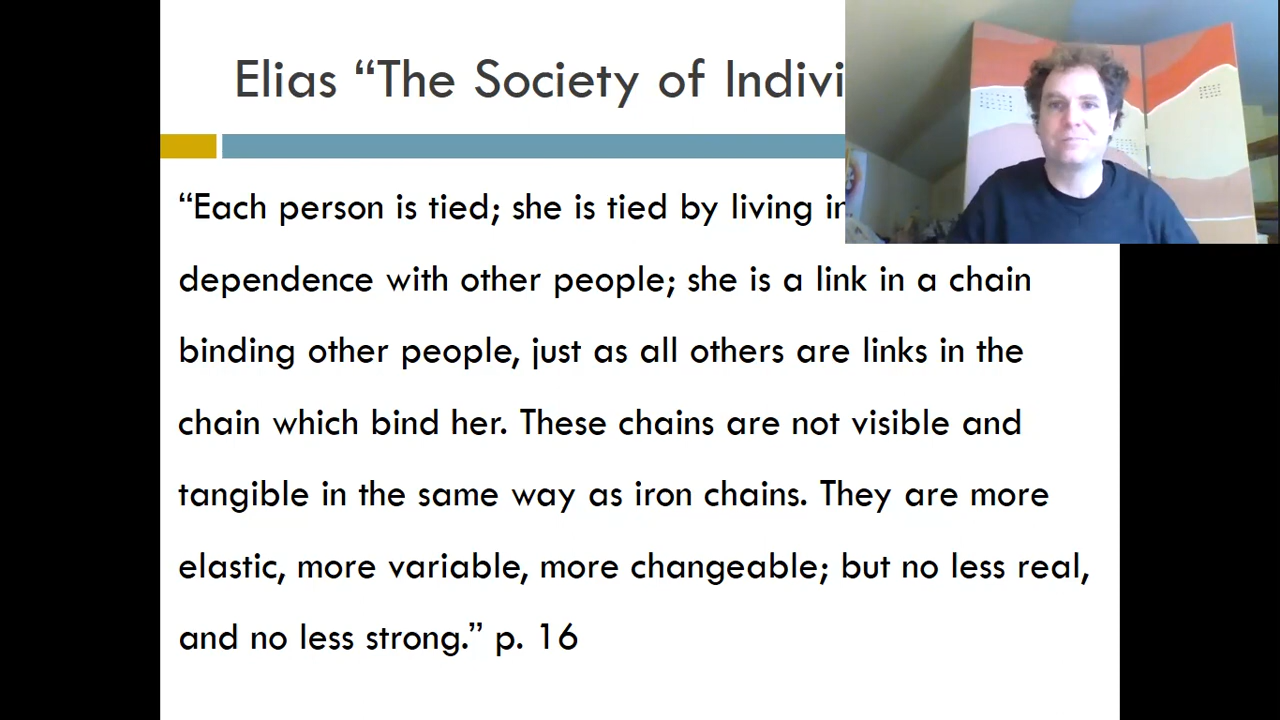 Elias “The Society of Indivi
“Each person is tied; she is tied by living in
dependence with other people; she is a link in a chain
binding other people, just as all others are links in the
chain which bind her. These chains are not visible and
tangible in the same way as iron chains. They are more
elastic, more variable, more changeable; but no less real,
and no less strong.” p. 16